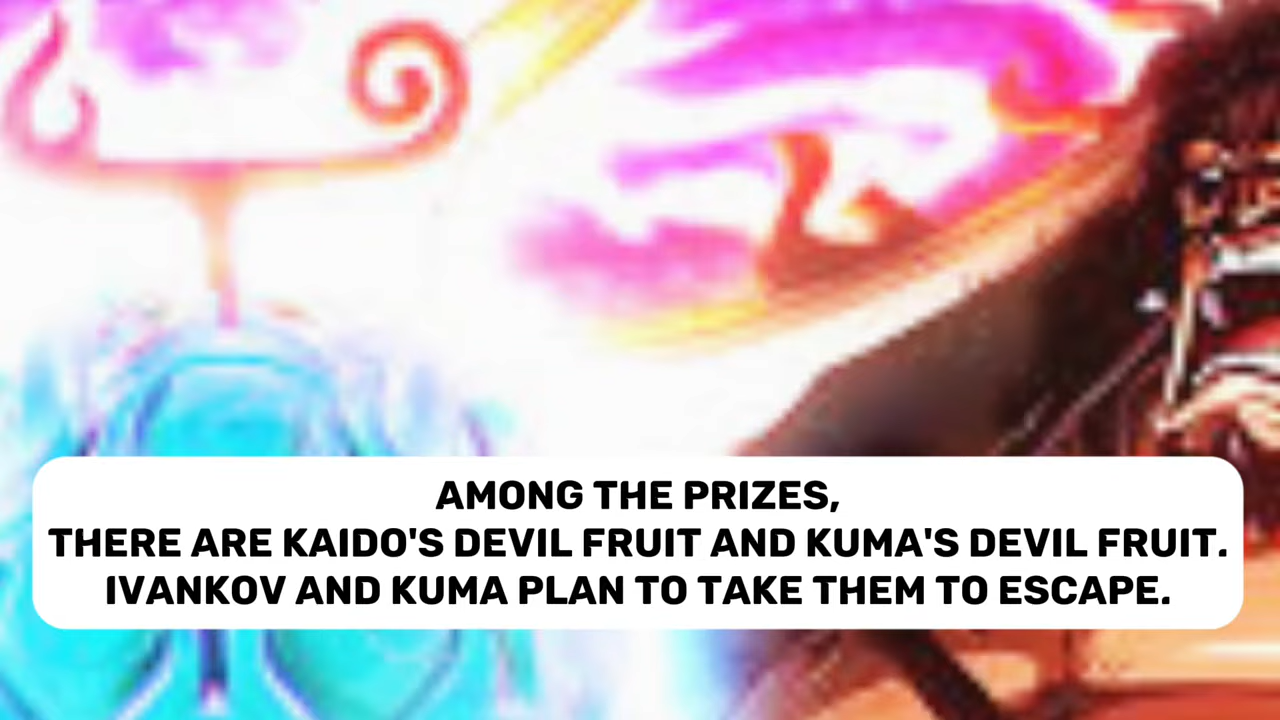 AMONG THE PRIZES,
THERE ARE KAIDO'S DEVIL FRUIT AND KUMA'S DEVIL FRUIT.
IVANKOV AND KUMA PLAN TO TAKE THEM TO ESCAPE.